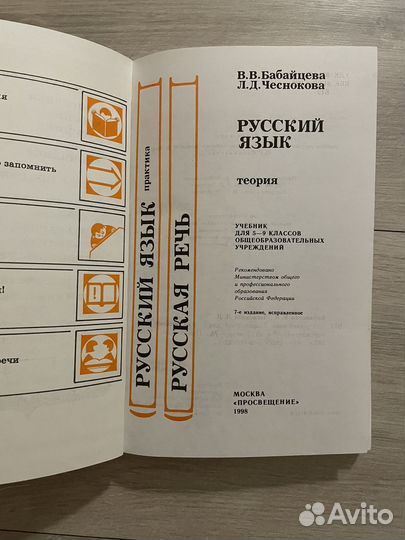 я
запомнить
!
ечи
РУССКИЙ ЯЗЫК практика
РУССКАЯ РЕЧЬ
В.В.Бабайцева
Л.Д.Чеснокова
РУССКИЙ
ЯЗЫК
теория
УЧЕБНИК
ДЛЯ 5—9 КЛАССОВ
ОБЩЕОБРАЗОВАТЕЛЬНЫХ
УЧРЕЖДЕНИЙ
Рекомендовано
Министерством общего
и профессионального
образования
Российской Федерации
7-е издание, исправленное
МОСКВА
«ПРОСВЕЩЕНИЕ»
1998
Avito